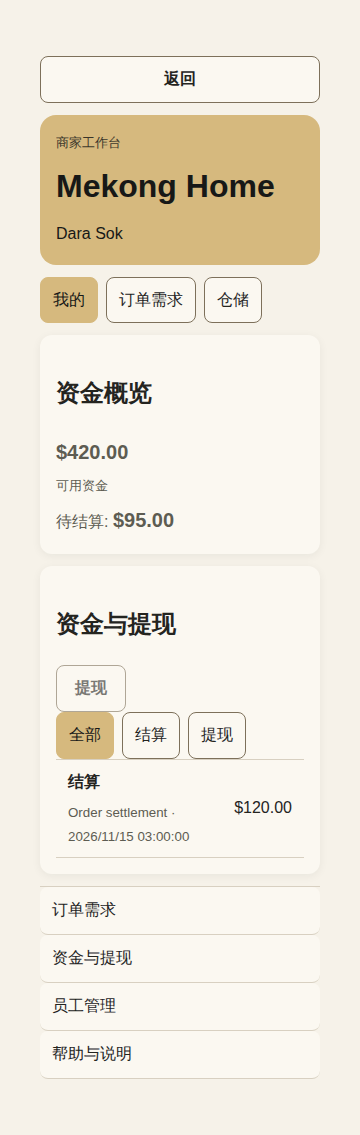 返回
商家工作台
Mekong Home
Dara Sok
我的 订单需求 仓储
资金概览
$420.00
可用资金
待结算: $95.00
资金与提现
提现
全部 结算 提现
结算
Order settlement ·
2026/11/15 03:00:00
$120.00
订单需求
资金与提现
员工管理
帮助与说明